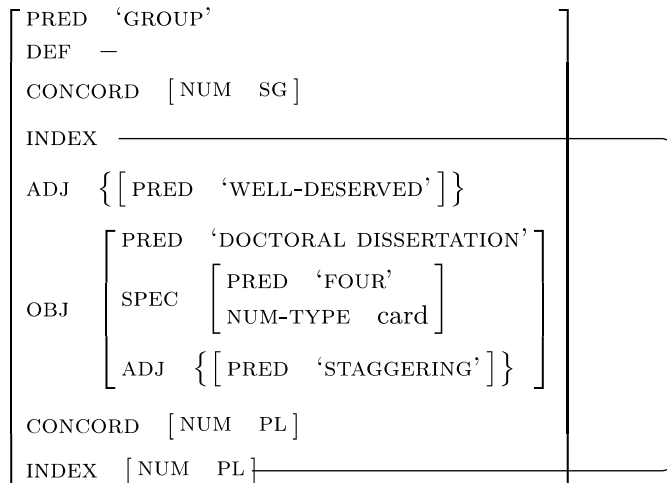 PRED ‘GROUP’
DEF −
CONCORD [NUM SG]
INDEX
ADJ {[PRED ‘WELL-DESERVED’]}
PRED ‘DOCTORAL DISSERTATION’
OBJ SPEC [PRED ‘FOUR’
NUM-TYPE card]
ADJ {[PRED ‘STAGGERING’]}
CONCORD [NUM PL]
INDEX [NUM PL]